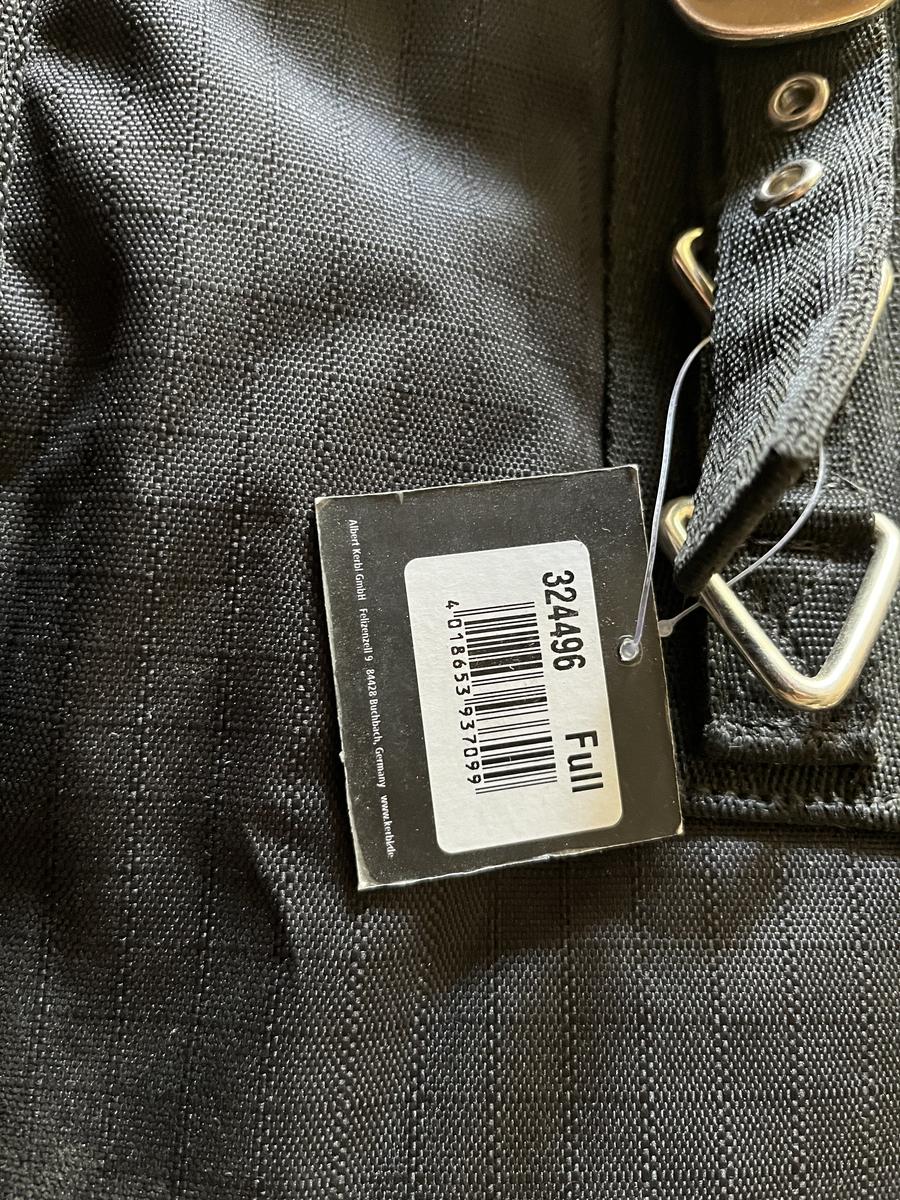 324496 Full
4 018653 937099
Albert Kerbl GmbH Felizenzell 9 84428 Buchbach, Germany www.kerbl.de